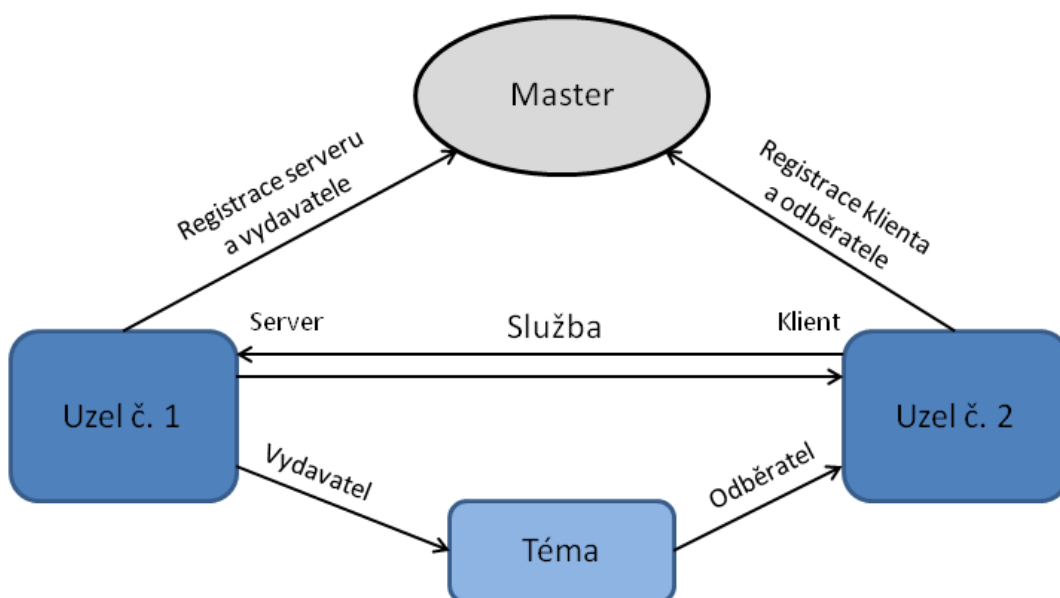 Master
Registrace serveru
a vydavatele
Registrace klienta
a odběratele
Server
Služba
Klient
Uzel č. 1
Uzel č. 2
Vydavatel
Odběratel
Téma